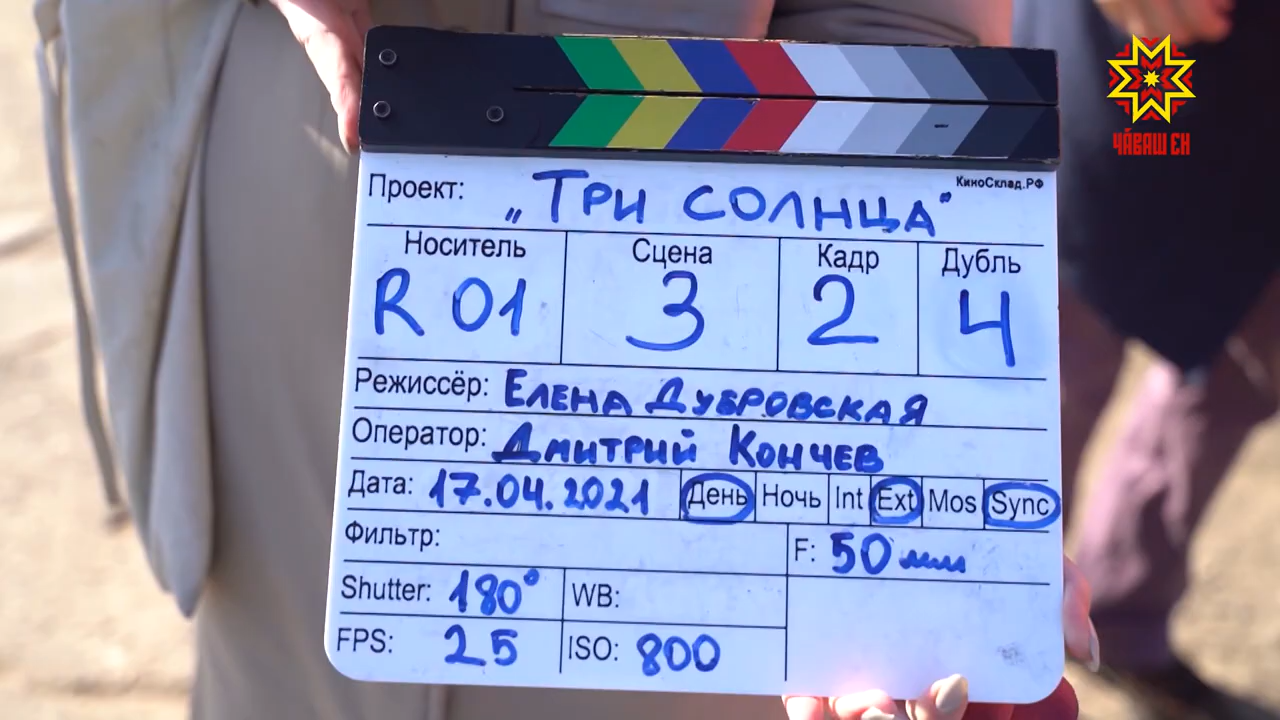 ЧӐВАШ ЕН
КиноСклад.РФ
Проект: „Три солнца"
Носитель Сцена Кадр Дубль
R 01 3 2 4
Режиссёр: Елена Дубровская
Оператор: Дмитрий Кончев
Дата: 17.04.2021 День Ночь Int Ext Mos Sync
Фильтр: F: 50 мм
Shutter: 180° WB:
FPS: 25 ISO: 800